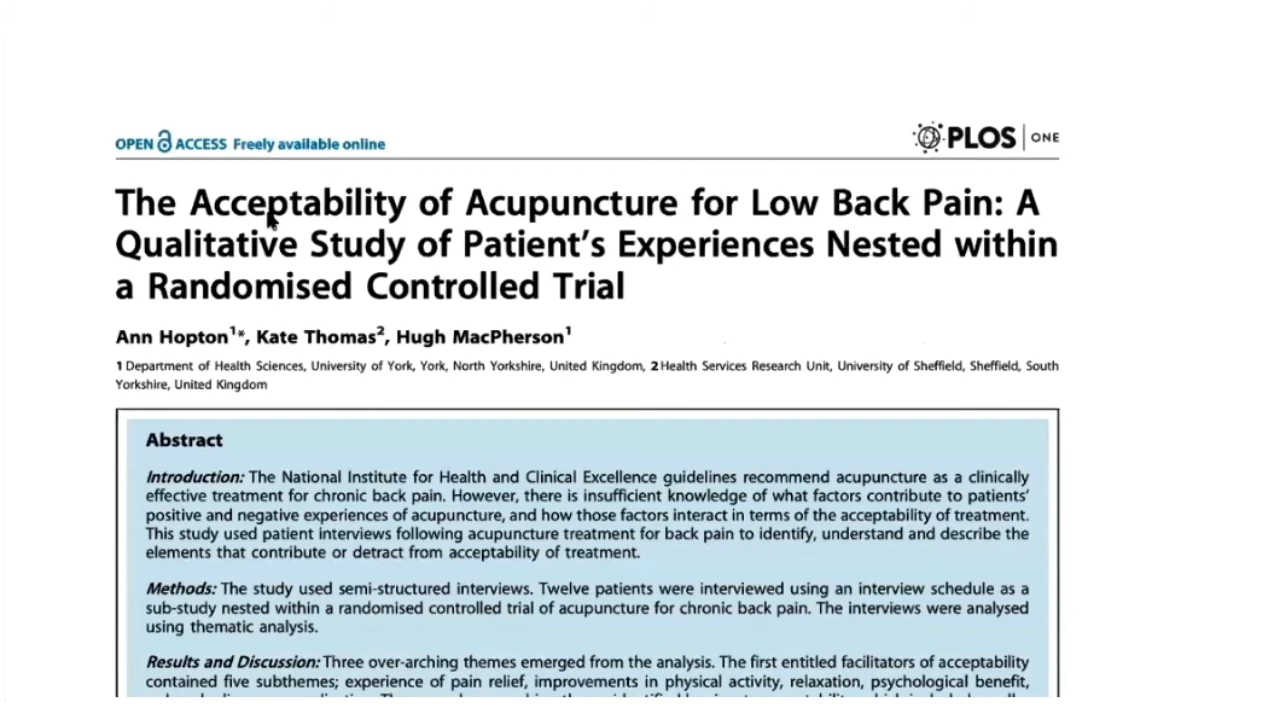 OPEN ACCESS Freely available online
PLOS ONE
The Acceptability of Acupuncture for Low Back Pain: A
Qualitative Study of Patient's Experiences Nested within
a Randomised Controlled Trial
Ann Hopton1*, Kate Thomas2, Hugh MacPherson1
1 Department of Health Sciences, University of York, York, North Yorkshire, United Kingdom, 2 Health Services Research Unit, University of Sheffield, Sheffield, South
Yorkshire, United Kingdom
Abstract
Introduction: The National Institute for Health and Clinical Excellence guidelines recommend acupuncture as a clinically
effective treatment for chronic back pain. However, there is insufficient knowledge of what factors contribute to patients'
positive and negative experiences of acupuncture, and how those factors interact in terms of the acceptability of treatment.
This study used patient interviews following acupuncture treatment for back pain to identify, understand and describe the
elements that contribute or detract from acceptability of treatment.
Methods: The study used semi-structured interviews. Twelve patients were interviewed using an interview schedule as a
sub-study nested within a randomised controlled trial of acupuncture for chronic back pain. The interviews were analysed
using thematic analysis.
Results and Discussion: Three over-arching themes emerged from the analysis. The first entitled facilitators of acceptability
contained five subthemes; experience of pain relief, improvements in physical activity, relaxation, psychological benefit,